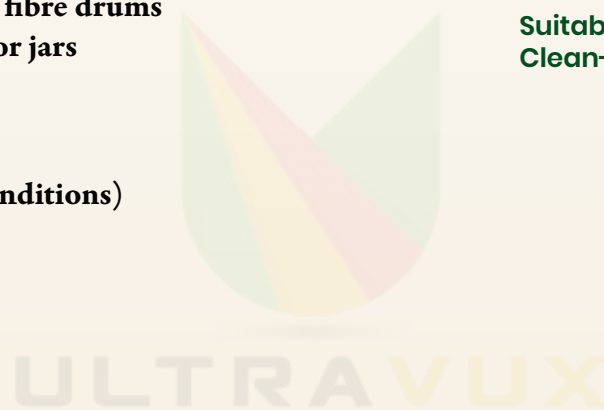 fibre drums
or jars
nditions)
Suitab
Clean-
ULTRAVUX